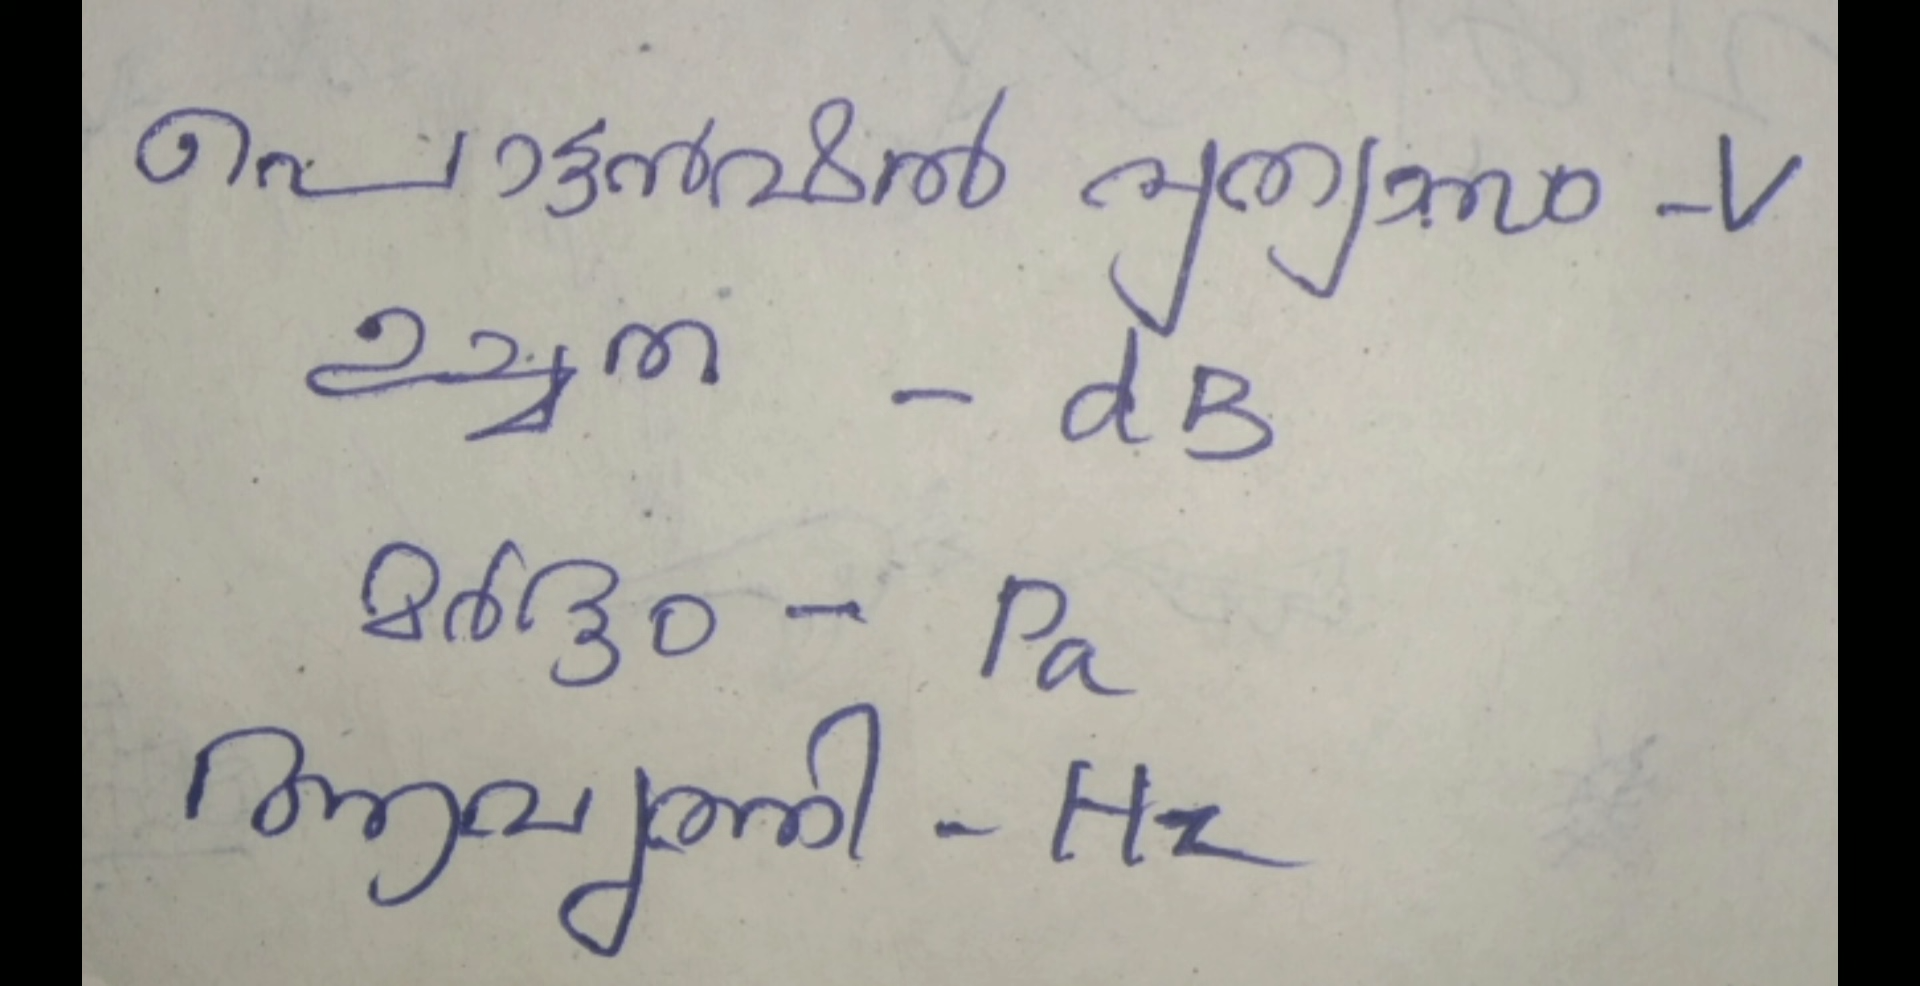 പൊട്ടൻഷ്യൽ വ്യത്യാസം - V
ഉച്ചത - dB
മർദ്ദം - Pa
ആവൃത്തി - Hz